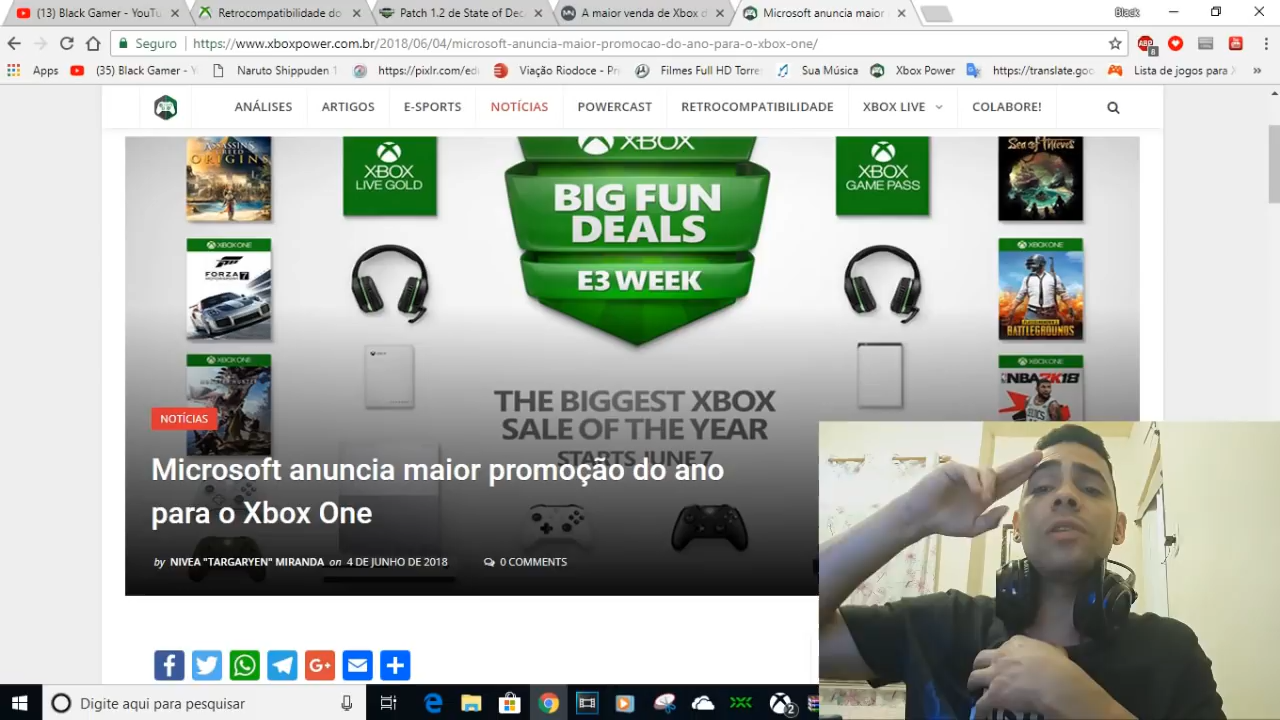 (13) Black Gamer - YouTu
Retrocompatibilidade do
Patch 1.2 de State of Dec
A maior venda de Xbox d
Microsoft anuncia maior
Black
Seguro
https://www.xboxpower.com.br/2018/06/04/microsoft-anuncia-maior-promocao-do-ano-para-o-xbox-one/
ABP
8
Apps
(35) Black Gamer - Y
Naruto Shippuden 1
https://pixlr.com/edi
Viação Riodoce - Pr
Filmes Full HD Torre
Sua Música
Xbox Power
https://translate.goo
Lista de jogos para X
ANÁLISES
ARTIGOS
E-SPORTS
NOTÍCIAS
POWERCAST
RETROCOMPATIBILIDADE
XBOX LIVE
COLABORE!
ASSASSIN'S
CREED
ORIGINS
XBOX
LIVE GOLD
XBOX
BIG FUN
DEALS
E3 WEEK
XBOX
GAME PASS
Sea of Thieves
XBOX ONE
FORZA
7
XBOX ONE
BATTLEGROUNDS
XBOX ONE
MONSTER HUNTER
XBOX ONE
NBA 2K18
THE BIGGEST XBOX
SALE OF THE YEAR
STARTS JUNE 7
NOTÍCIAS
Microsoft anuncia maior promoção do ano
para o Xbox One
by NIVEA "TARGARYEN" MIRANDA on 4 DE JUNHO DE 2018
0 COMMENTS
Digite aqui para pesquisar
2